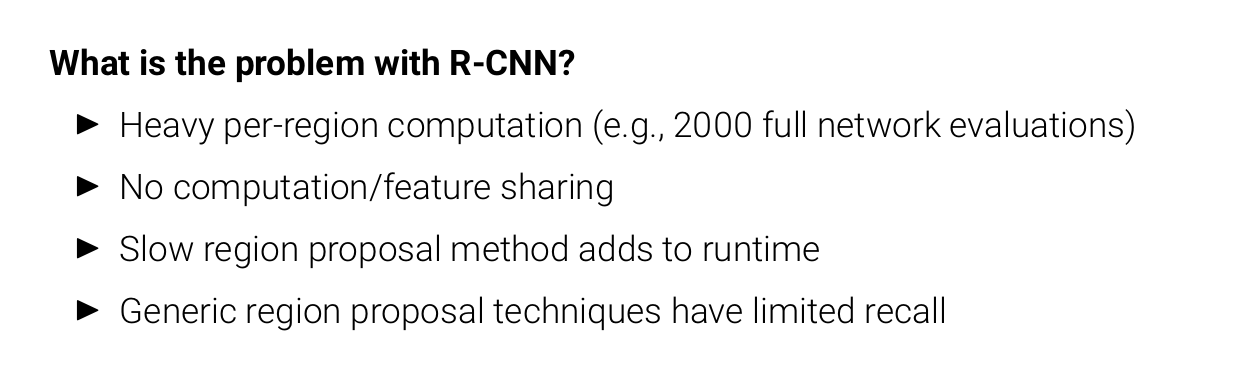 What is the problem with R-CNN?
► Heavy per-region computation (e.g., 2000 full network evaluations)
► No computation/feature sharing
► Slow region proposal method adds to runtime
► Generic region proposal techniques have limited recall